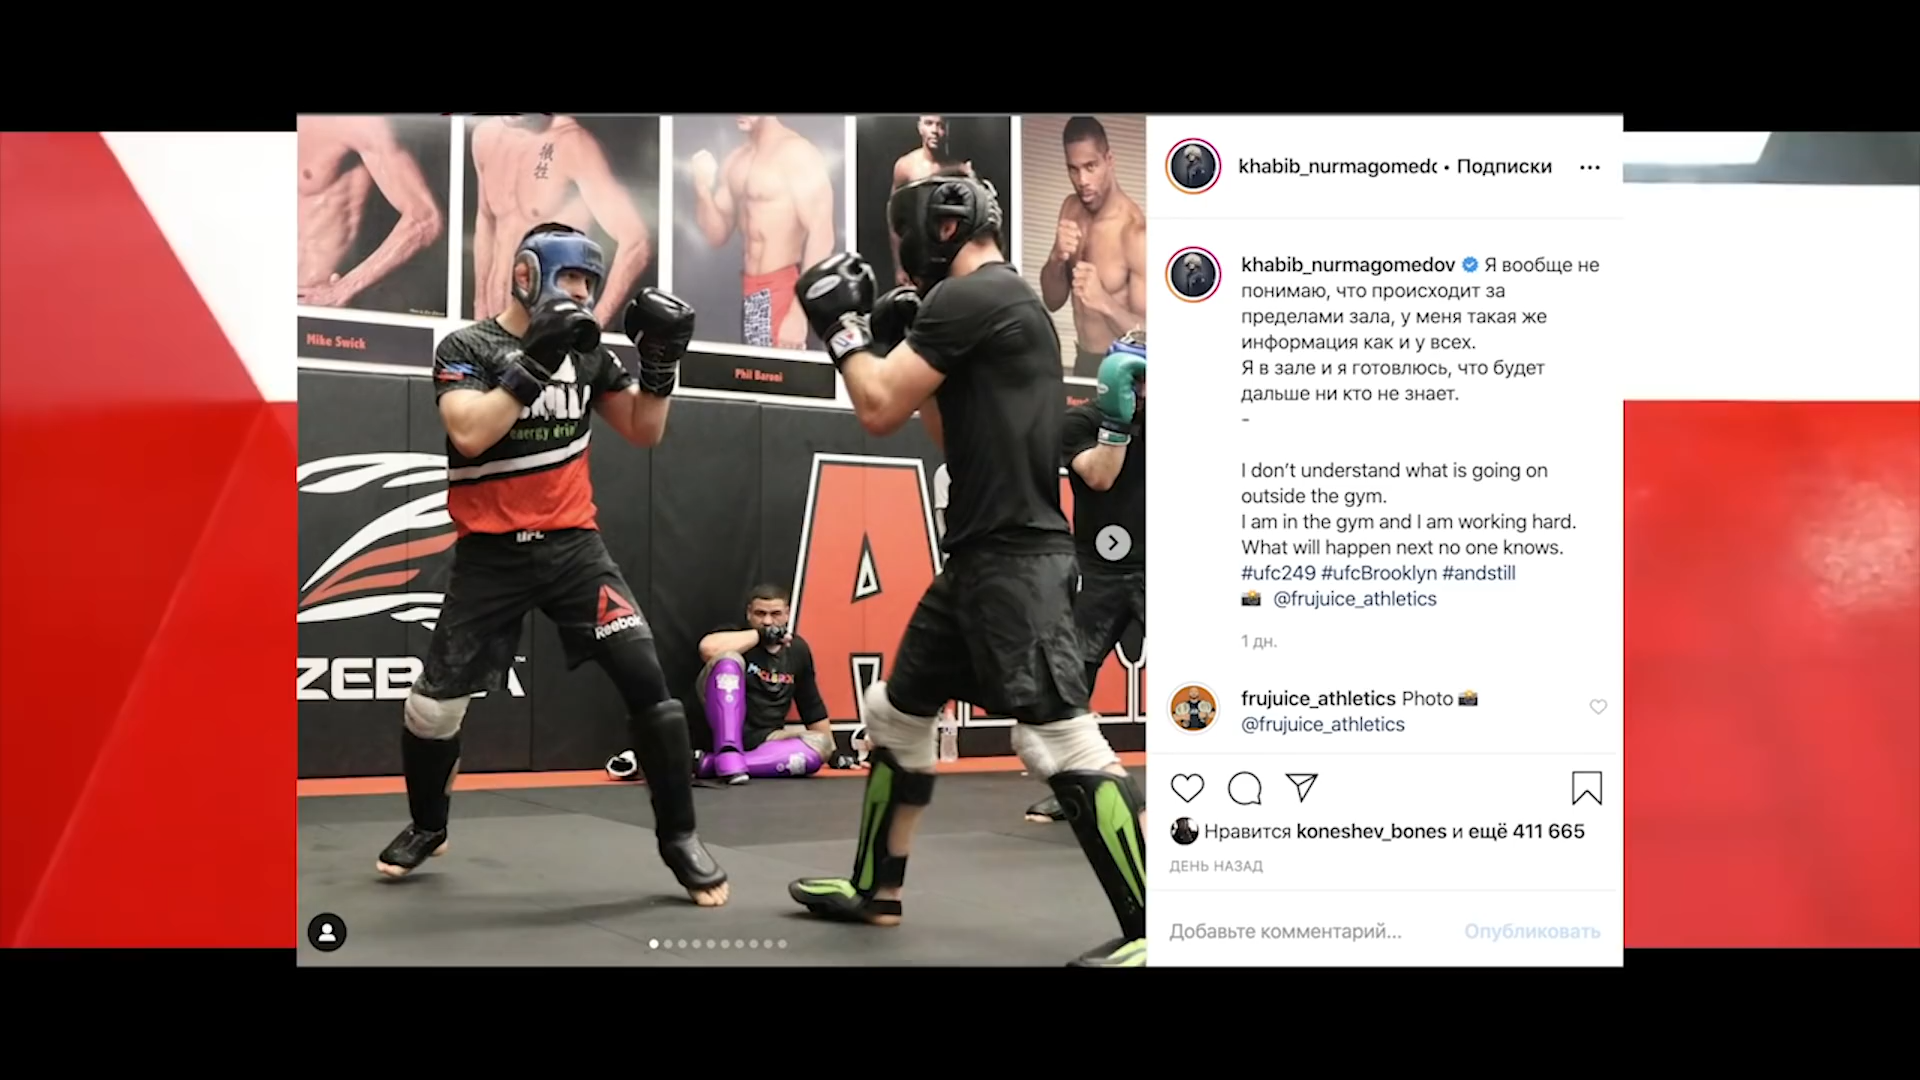 khabib_nurmagomedo • Подписки
khabib_nurmagomedov Я вообще не
понимаю, что происходит за
пределами зала, у меня такая же
информация как и у всех.
Я в зале и я готовлюсь, что будет
дальше ни кто не знает.
-
I don’t understand what is going on
outside the gym.
I am in the gym and I am working hard.
What will happen next no one knows.
#ufc249 #ufcBrooklyn #andstill
@frujuice_athletics
1 дн.
frujuice_athletics Photo
@frujuice_athletics
Нравится koneshev_bones и ещё 411 665
ДЕНЬ НАЗАД
Добавьте комментарий...
Опубликовать
Mike Swick
Phil Baroni
energy drin
UFC
Reebok
A